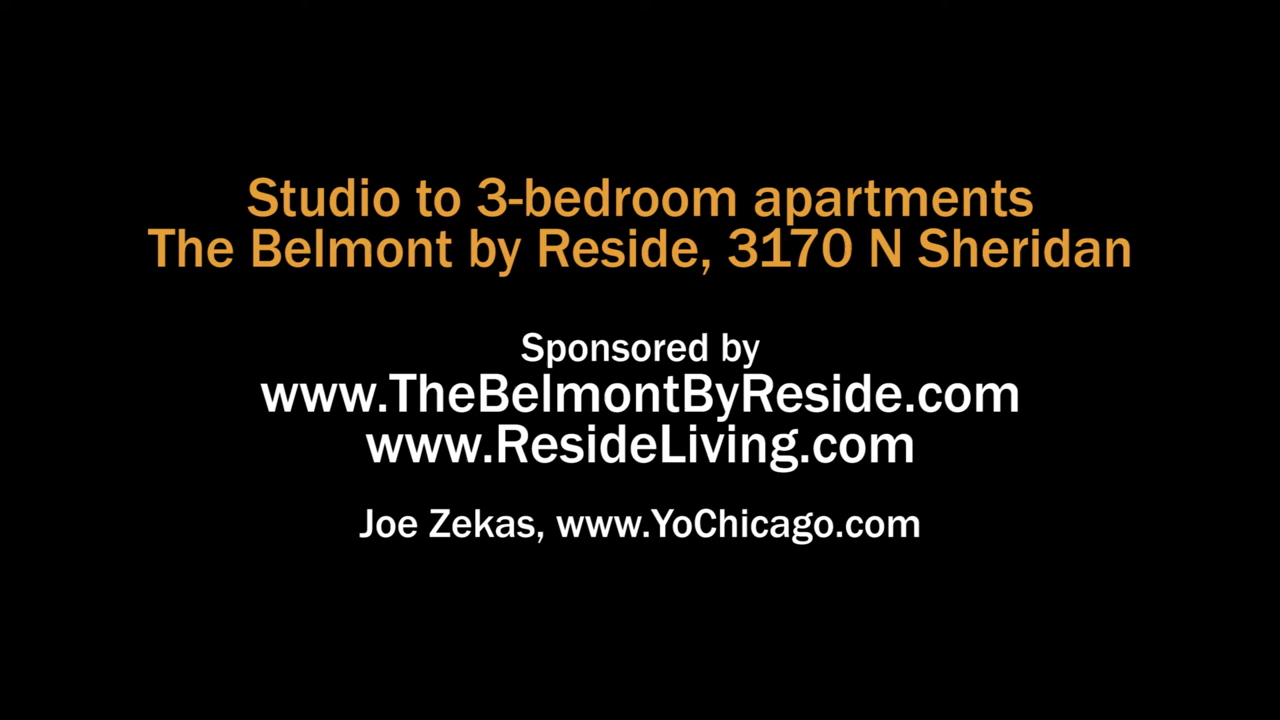 Studio to 3-bedroom apartments
The Belmont by Reside, 3170 N Sheridan
Sponsored by
www.TheBelmontByReside.com
www.ResideLiving.com
Joe Zekas, www.YoChicago.com